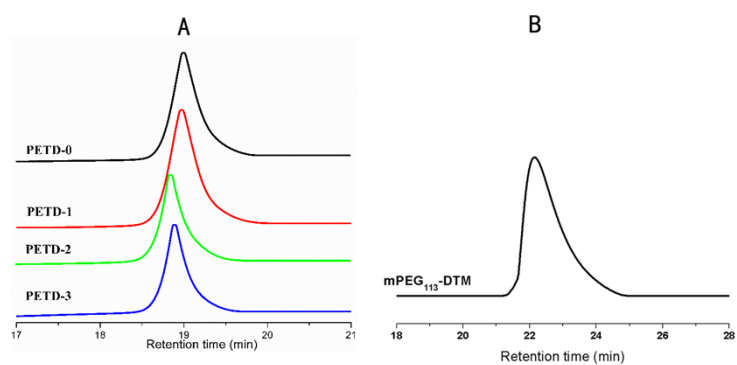 A
PETD-0
PETD-1
PETD-2
PETD-3
17 18 19 20 21
Retention time (min)
B
mPEG₁₁₃-DTM
18 20 22 24 26 28
Retention time (min)